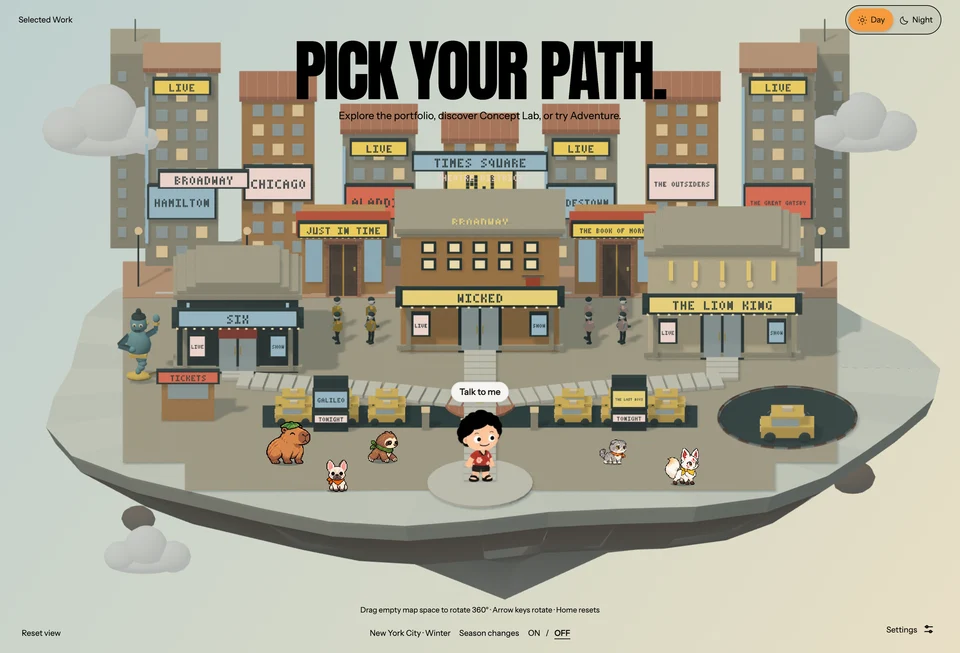 Selected Work
Day
Night
PICK YOUR PATH.
Explore the portfolio, discover Concept Lab, or try Adventure.
LIVE
LIVE
LIVE
LIVE
TIMES SQUARE
BROADWAY
CHICAGO
HAMILTON
THE OUTSIDERS
THE GREAT GATSBY
BROADWAY
JUST IN TIME
THE BOOK OF MORM
WICKED
SIX
THE LION KING
LIVE
SHOW
LIVE
SHOW
LIVE
SHOW
TICKETS
GALILEO
TONIGHT
TONIGHT
Talk to me
Drag empty map space to rotate 360° · Arrow keys rotate · Home resets
Reset view
New York City · Winter
Season changes ON / OFF
Settings